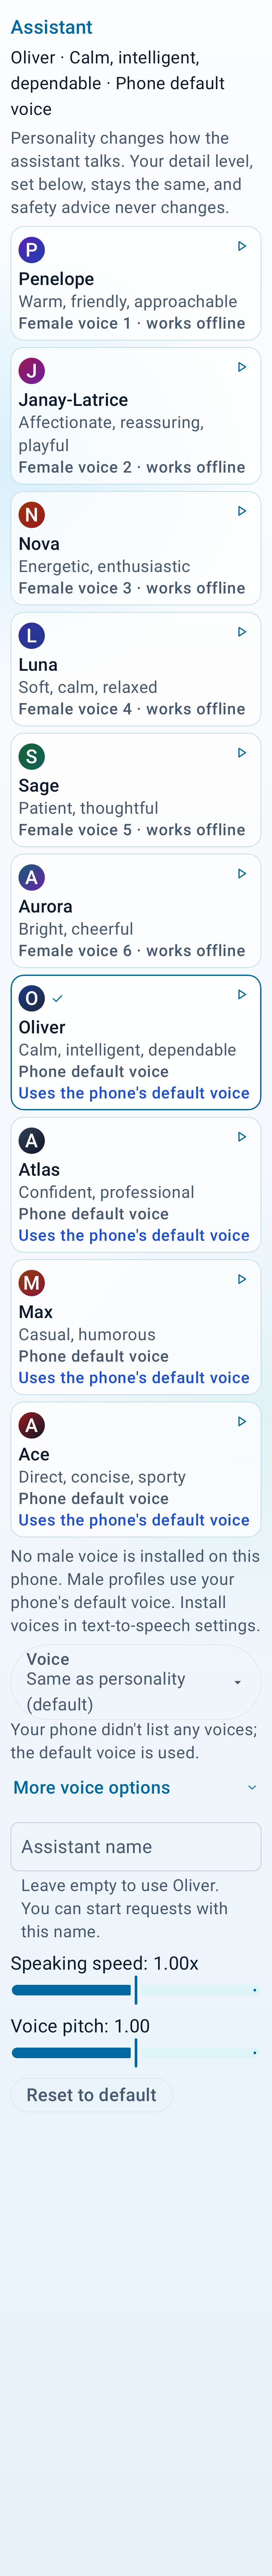 Assistant
Oliver · Calm, intelligent,
dependable · Phone default
voice
Personality changes how the
assistant talks. Your detail level,
set below, stays the same, and
safety advice never changes.
P
Penelope
Warm, friendly, approachable
Female voice 1 · works offline
J
Janay-Latrice
Affectionate, reassuring,
playful
Female voice 2 · works offline
N
Nova
Energetic, enthusiastic
Female voice 3 · works offline
L
Luna
Soft, calm, relaxed
Female voice 4 · works offline
S
Sage
Patient, thoughtful
Female voice 5 · works offline
A
Aurora
Bright, cheerful
Female voice 6 · works offline
O
Oliver
Calm, intelligent, dependable
Phone default voice
Uses the phone's default voice
A
Atlas
Confident, professional
Phone default voice
Uses the phone's default voice
M
Max
Casual, humorous
Phone default voice
Uses the phone's default voice
A
Ace
Direct, concise, sporty
Phone default voice
Uses the phone's default voice
No male voice is installed on this
phone. Male profiles use your
phone's default voice. Install
voices in text-to-speech settings.
Voice
Same as personality
(default)
Your phone didn't list any voices;
the default voice is used.
More voice options
Assistant name
Leave empty to use Oliver.
You can start requests with
this name.
Speaking speed: 1.00x
Voice pitch: 1.00
Reset to default